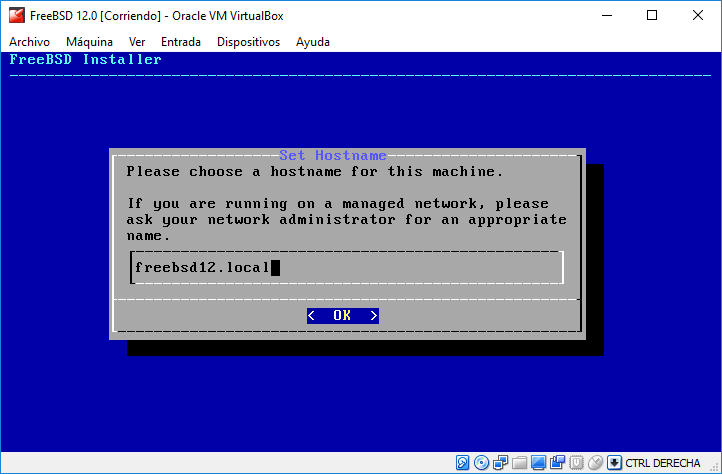 FreeBSD 12.0 [Corriendo] - Oracle VM VirtualBox
Archivo Máquina Ver Entrada Dispositivos Ayuda
FreeBSD Installer
Set Hostname
Please choose a hostname for this machine.
If you are running on a managed network, please
ask your network administrator for an appropriate
name.
freebsd12.local
< OK >
CTRL DERECHA